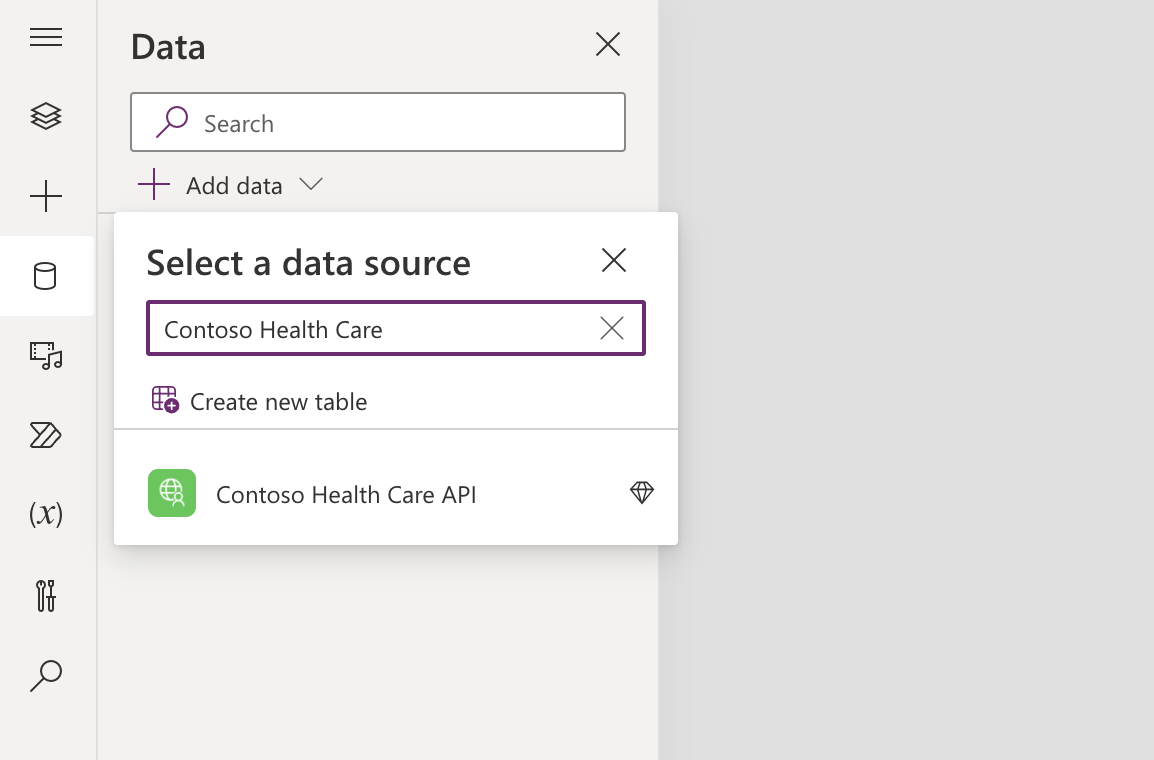 Data
Search
Add data
Select a data source
Contoso Health Care
Create new table
Contoso Health Care API
(x)